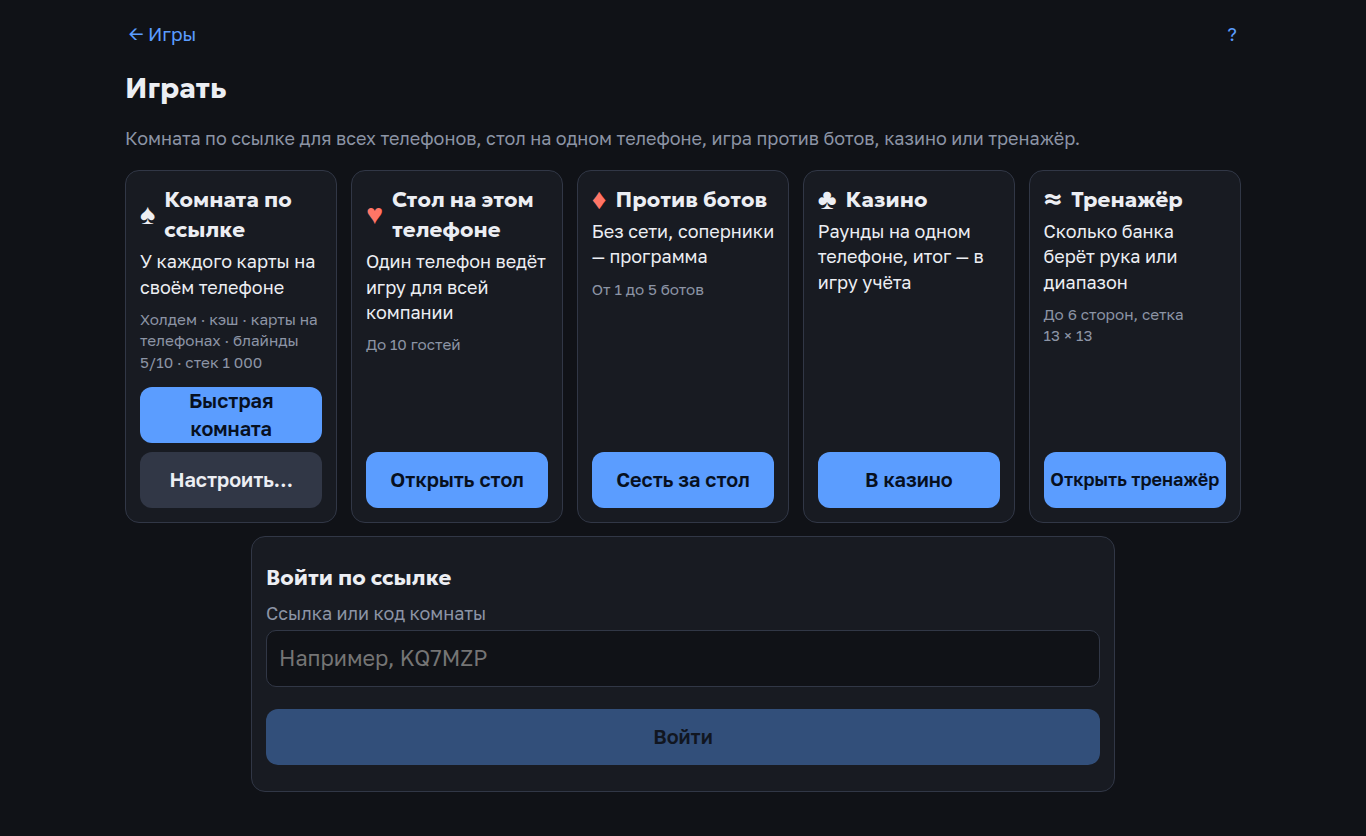 ← Игры
?
Играть
Комната по ссылке для всех телефонов, стол на одном телефоне, игра против ботов, казино или тренажёр.
♠ Комната по
ссылке
У каждого карты на
своём телефоне
Холдем · кэш · карты на
телефонах · блайнды
5/10 · стек 1 000
Быстрая
комната
Настроить...
♥ Стол на этом
телефоне
Один телефон ведёт
игру для всей
компании
До 10 гостей
Открыть стол
♦ Против ботов
Без сети, соперники
— программа
От 1 до 5 ботов
Сесть за стол
♣ Казино
Раунды на одном
телефоне, итог — в
игру учёта
В казино
≈ Тренажёр
Сколько банка
берёт рука или
диапазон
До 6 сторон, сетка
13 × 13
Открыть тренажёр
Войти по ссылке
Ссылка или код комнаты
Например, KQ7MZP
Войти